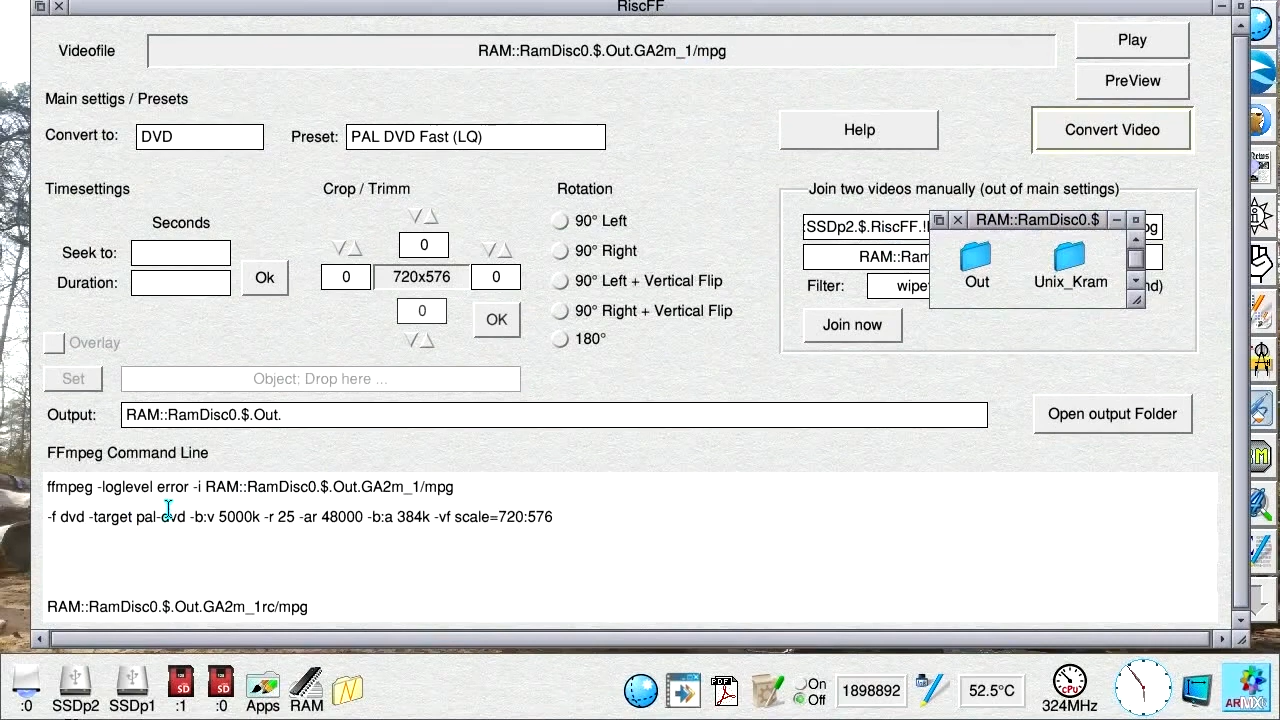 RiscFF
Videofile
RAM::RamDisc0.$.Out.GA2m_1/mpg
Play
PreView
Main settigs / Presets
Convert to:
DVD
Preset:
PAL DVD Fast (LQ)
Help
Convert Video
Timesettings
Crop / Trimm
Rotation
Join two videos manually (out of main settings)
Seconds
Seek to:
Duration:
Ok
0
0
720x576
0
0
OK
90° Left
90° Right
90° Left + Vertical Flip
90° Right + Vertical Flip
180°
:SSDp2.$.RiscFF.!
RAM::Ram
Filter:
wipe
Join now
RAM::RamDisc0.$
Out
Unix_Kram
Overlay
Set
Object: Drop here ...
Output:
RAM::RamDisc0.$.Out.
Open output Folder
FFmpeg Command Line
ffmpeg -loglevel error -i RAM::RamDisc0.$.Out.GA2m_1/mpg
-f dvd -target pal-dvd -b:v 5000k -r 25 -ar 48000 -b:a 384k -vf scale=720:576
RAM::RamDisc0.$.Out.GA2m_1rc/mpg
:0
SSDp2
SSDp1
SD
:1
SD
:0
Apps
RAM
PDF
On
Off
1898892
52.5°C
CPU
324MHz